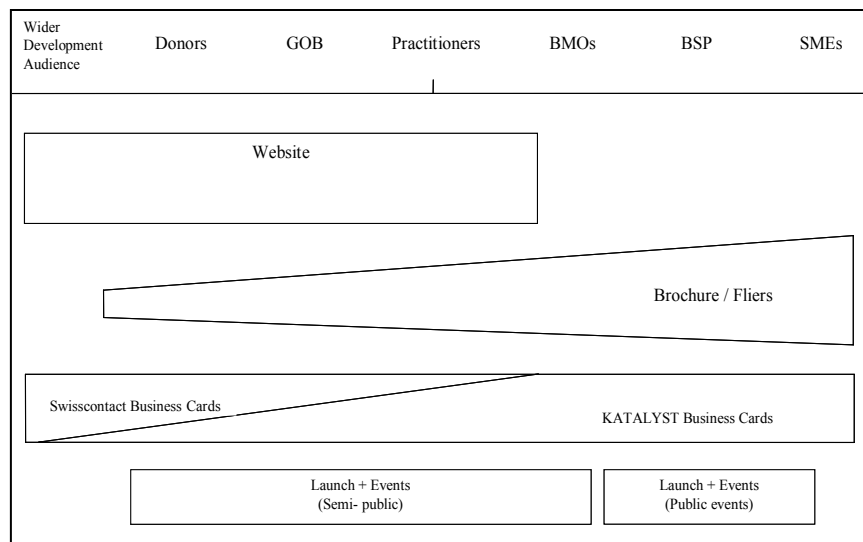 Wider
Development
Audience
Donors
GOB
Practitioners
BMOs
BSP
SMEs
Website
Brochure / Fliers
Swisscontact Business Cards
KATALYST Business Cards
Launch + Events
(Semi- public)
Launch + Events
(Public events)